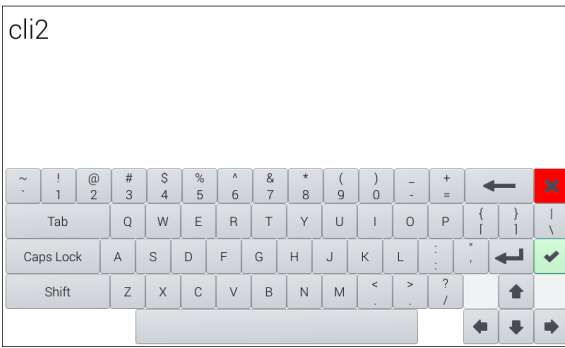 cli2
~ ! @ # $ % ^ & * ( ) _ +
` 1 2 3 4 5 6 7 8 9 0 - =
Tab Q W E R T Y U I O P { } |
[ ] \
Caps Lock A S D F G H J K L : "
. '
Shift Z X C V B N M < > ?
. . /